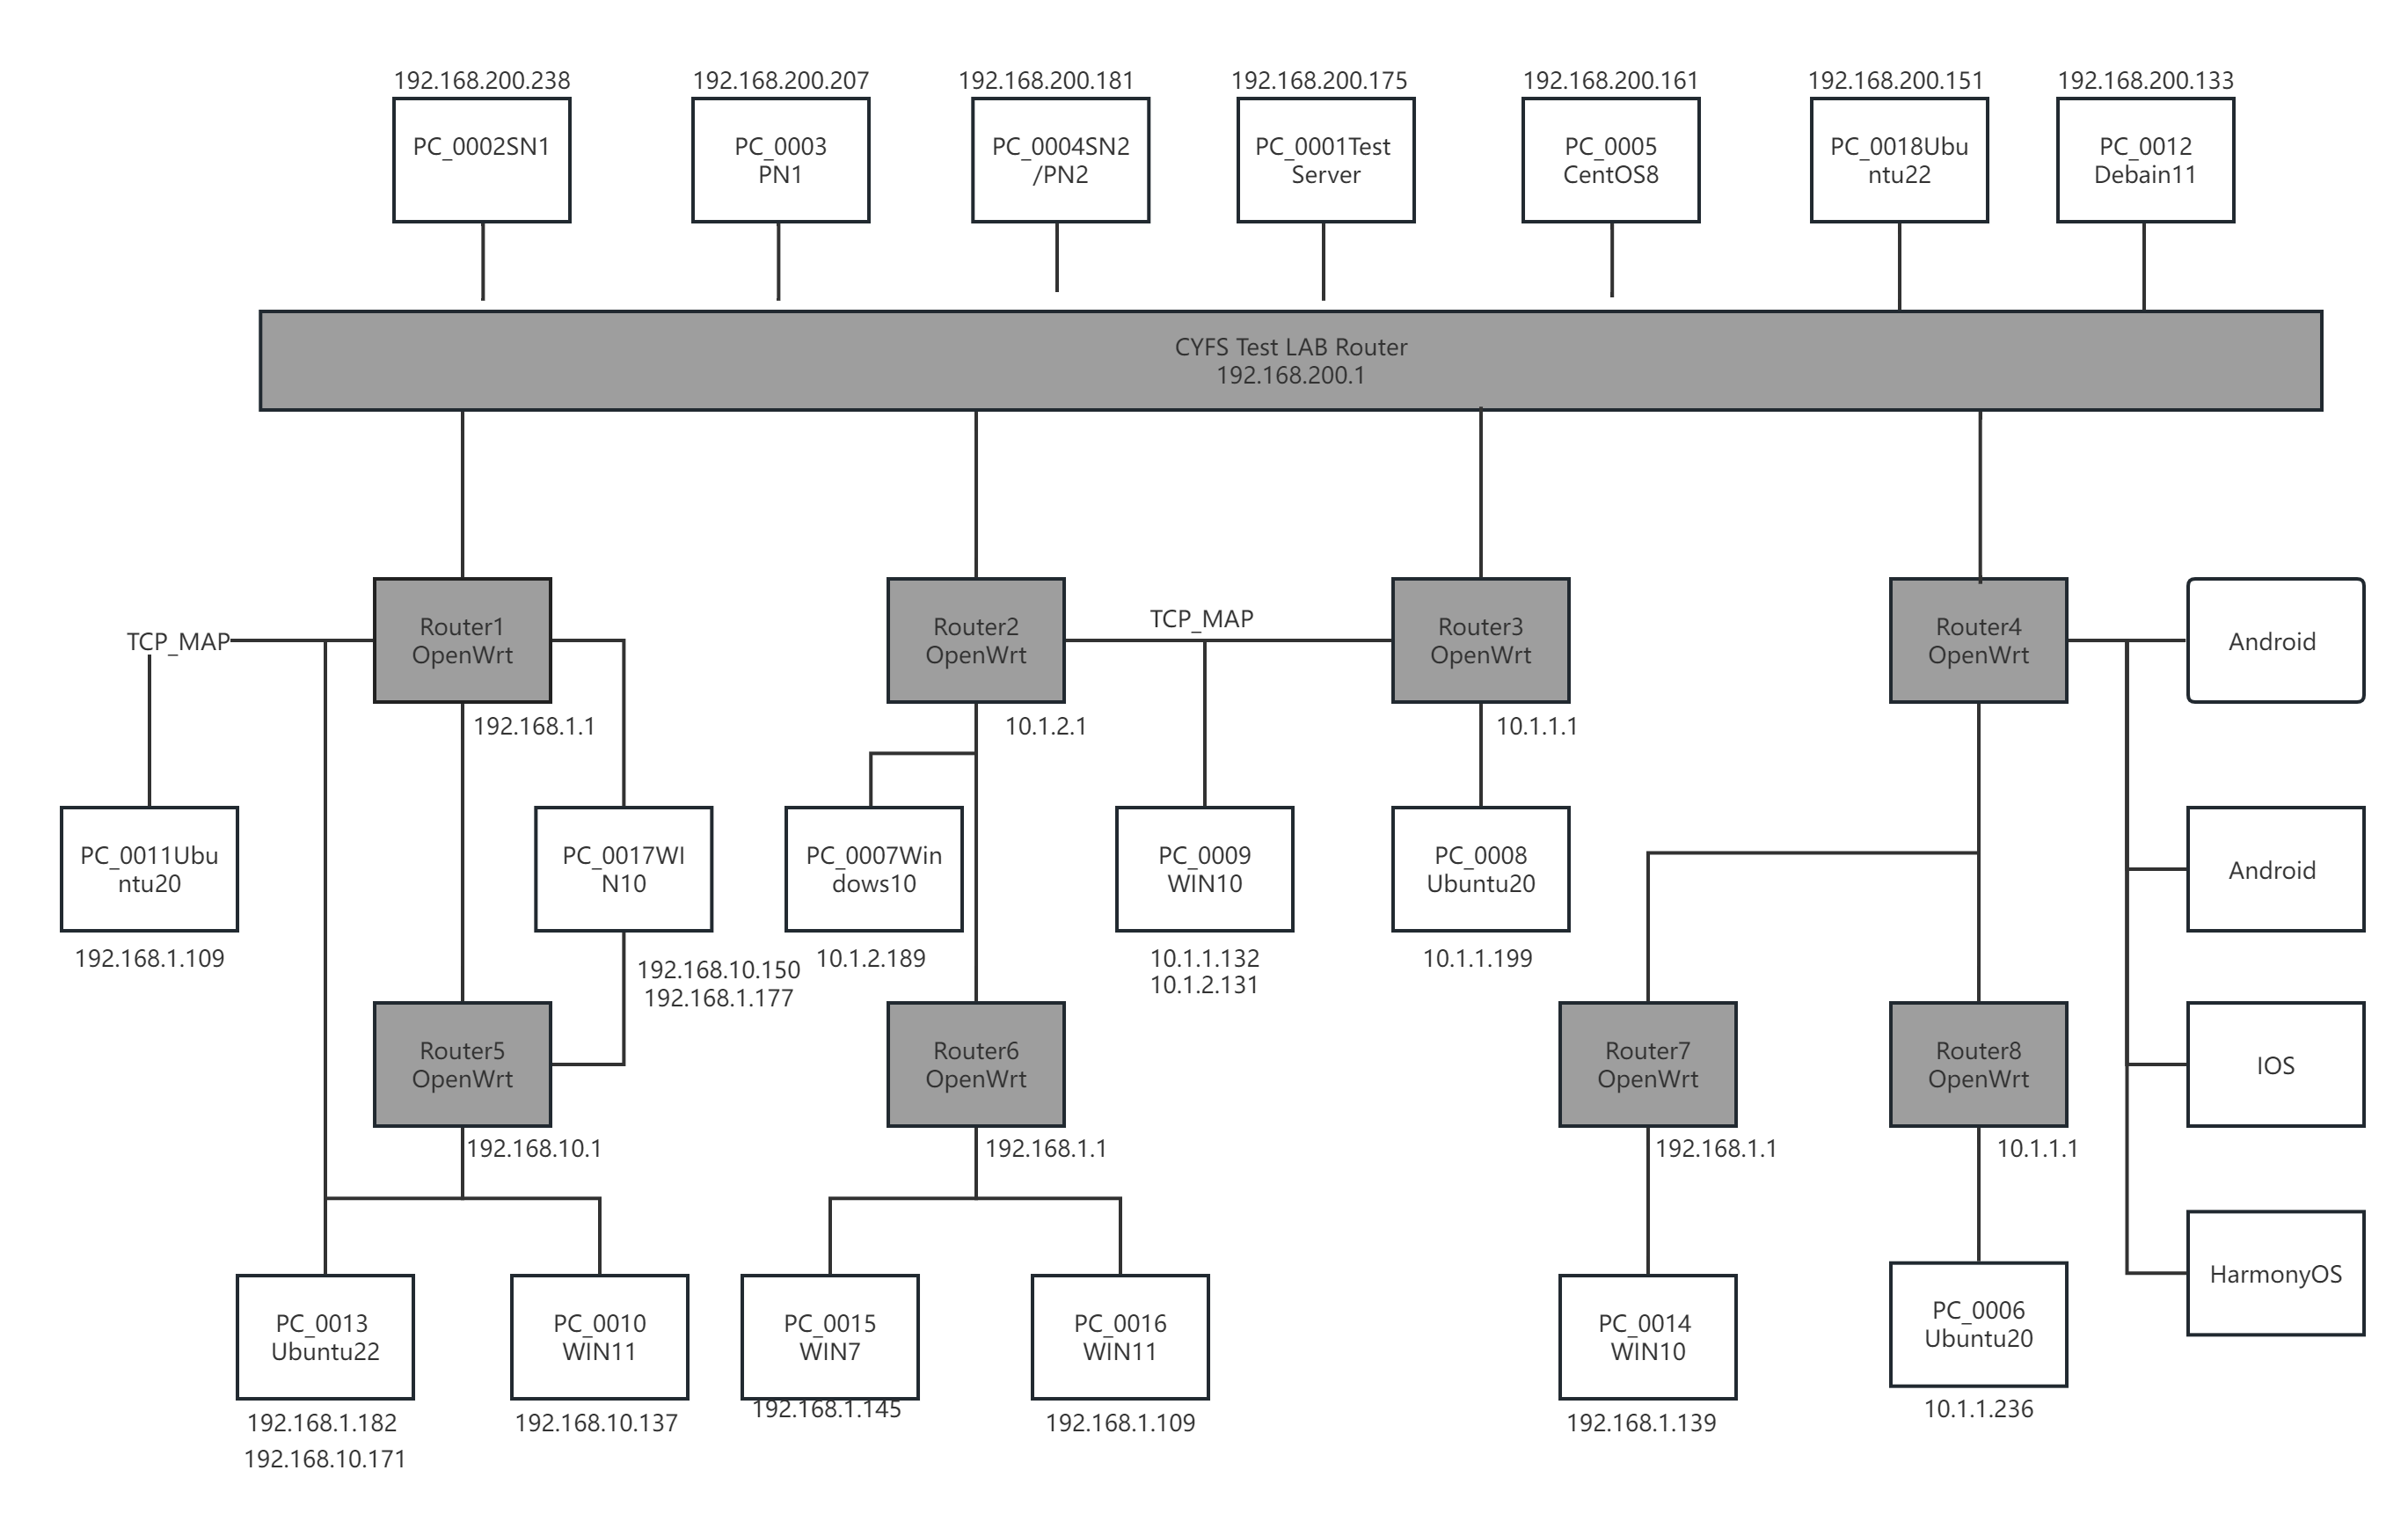 192.168.200.238
192.168.200.207
192.168.200.181
192.168.200.175
192.168.200.161
192.168.200.151
192.168.200.133
PC_0002SN1
PC_0003
PN1
PC_0004SN2
/PN2
PC_0001Test
Server
PC_0005
CentOS8
PC_0018Ubu
ntu22
PC_0012
Debain11
CYFS Test LAB Router
192.168.200.1
TCP_MAP
Router1
OpenWrt
192.168.1.1
Router2
OpenWrt
10.1.2.1
TCP_MAP
Router3
OpenWrt
10.1.1.1
Router4
OpenWrt
Android
PC_0011Ubu
ntu20
192.168.1.109
PC_0017WI
N10
192.168.10.150
192.168.1.177
PC_0007Win
dows10
10.1.2.189
PC_0009
WIN10
10.1.1.132
10.1.2.131
PC_0008
Ubuntu20
10.1.1.199
Android
Router5
OpenWrt
192.168.10.1
Router6
OpenWrt
192.168.1.1
Router7
OpenWrt
192.168.1.1
Router8
OpenWrt
10.1.1.1
IOS
PC_0013
Ubuntu22
192.168.1.182
192.168.10.171
PC_0010
WIN11
192.168.10.137
PC_0015
WIN7
192.168.1.145
PC_0016
WIN11
192.168.1.109
PC_0014
WIN10
192.168.1.139
PC_0006
Ubuntu20
10.1.1.236
HarmonyOS